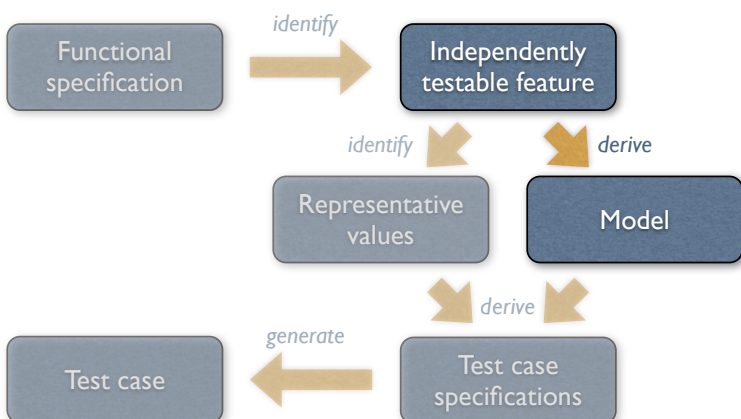 identify
Functional
specification
Independently
testable feature
identify
derive
Representative
values
Model
derive
generate
Test case
Test case
specifications